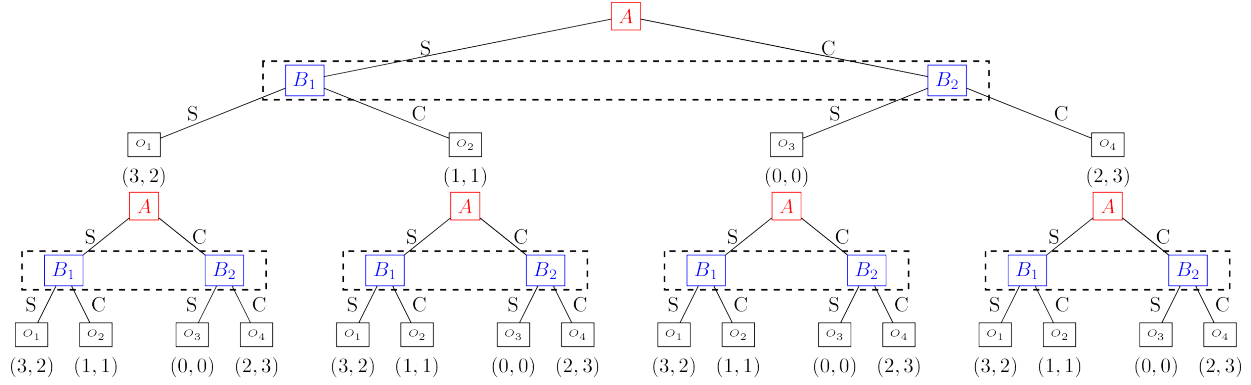 A
S C
B₁ B₂
S C S C
O₁ O₂ O₃ O₄
(3, 2) (1, 1) (0, 0) (2, 3)
A A A A
S C S C S C S C
B₁ B₂ B₁ B₂ B₁ B₂ B₁ B₂
S C S C S C S C S C S C S C S C
O₁ O₂ O₃ O₄ O₁ O₂ O₃ O₄ O₁ O₂ O₃ O₄ O₁ O₂ O₃ O₄
(3, 2) (1, 1) (0, 0) (2, 3) (3, 2) (1, 1) (0, 0) (2, 3) (3, 2) (1, 1) (0, 0) (2, 3) (3, 2) (1, 1) (0, 0) (2, 3)